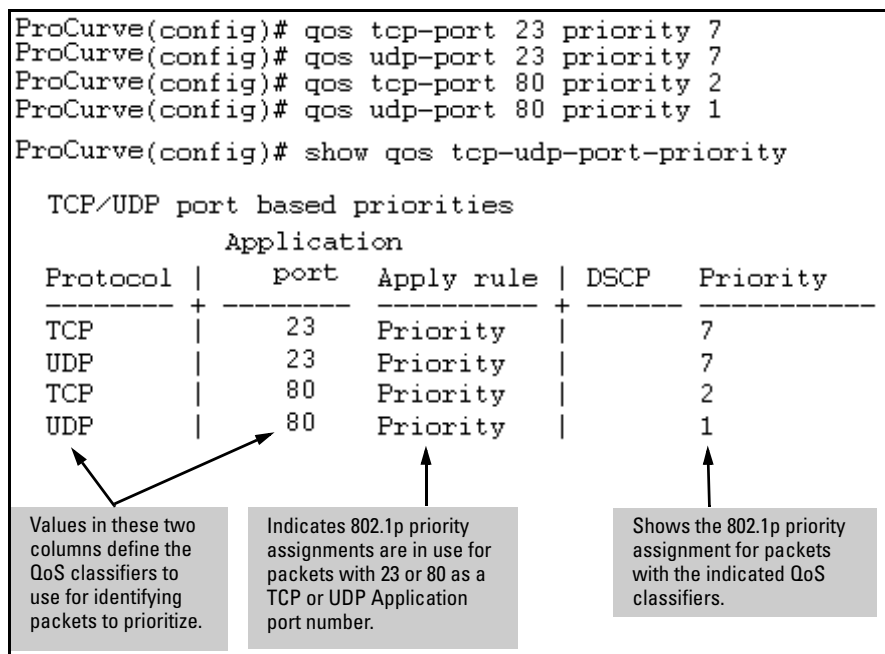 ProCurve(config)# qos tcp-port 23 priority 7
ProCurve(config)# qos udp-port 23 priority 7
ProCurve(config)# qos tcp-port 80 priority 2
ProCurve(config)# qos udp-port 80 priority 1
ProCurve(config)# show qos tcp-udp-port-priority
TCP/UDP port based priorities
Application
Protocol | port Apply rule | DSCP Priority
-------- + -------- ---------- + ------ -----------
TCP | 23 Priority | 7
UDP | 23 Priority | 7
TCP | 80 Priority | 2
UDP | 80 Priority | 1
Values in these two
columns define the
QoS classifiers to
use for identifying
packets to prioritize.
Indicates 802.1p priority
assignments are in use for
packets with 23 or 80 as a
TCP or UDP Application
port number.
Shows the 802.1p priority
assignment for packets
with the indicated QoS
classifiers.